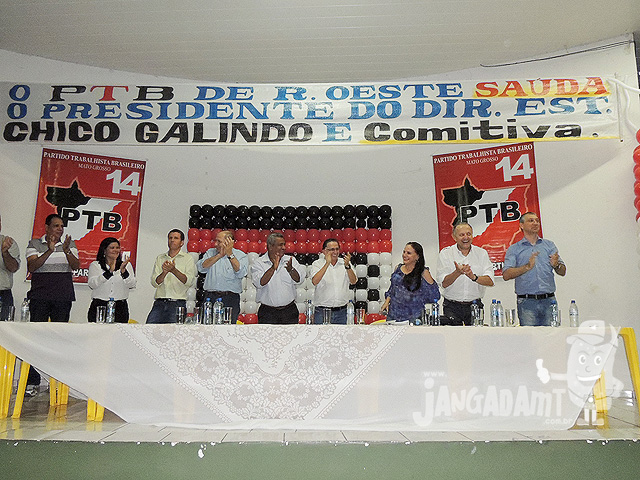 O PTB DE R. OESTE SAÚDA
O PRESIDENTE DO DIR. EST.
CHICO GALINDO E Comitiva.
PARTIDO TRABALHISTA BRASILEIRO
MATO GROSSO
14
PTB
PARTIDO TRABALHISTA BRASILEIRO
MATO GROSSO
14
PTB
www.
JANGADAMT
.com.br